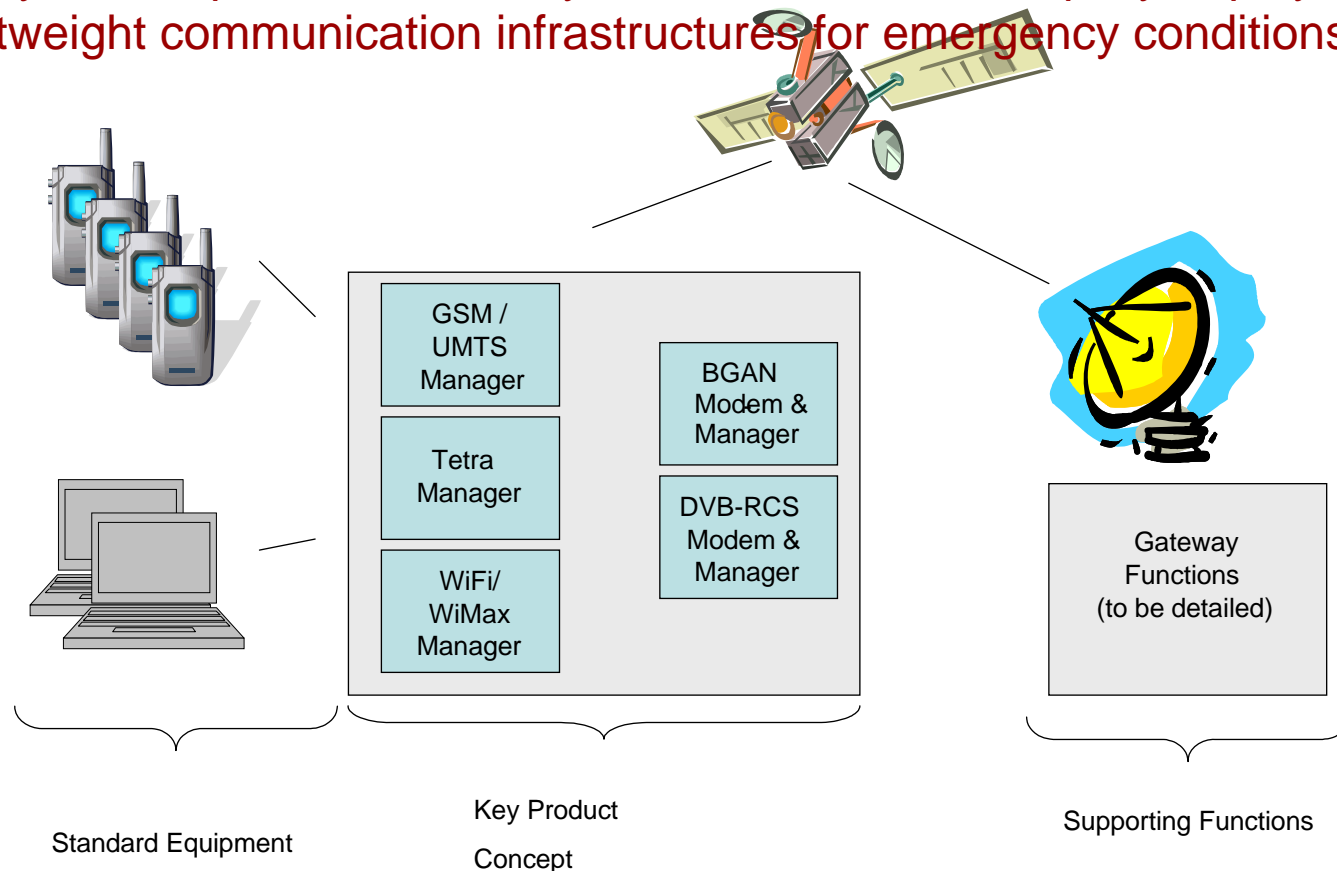 tweight communication infrastructures for emergency conditions
GSM /
UMTS
Manager
Tetra
Manager
WiFi/
WiMax
Manager
BGAN
Modem &
Manager
DVB-RCS
Modem &
Manager
Gateway
Functions
(to be detailed)
Standard Equipment
Key Product
Concept
Supporting Functions